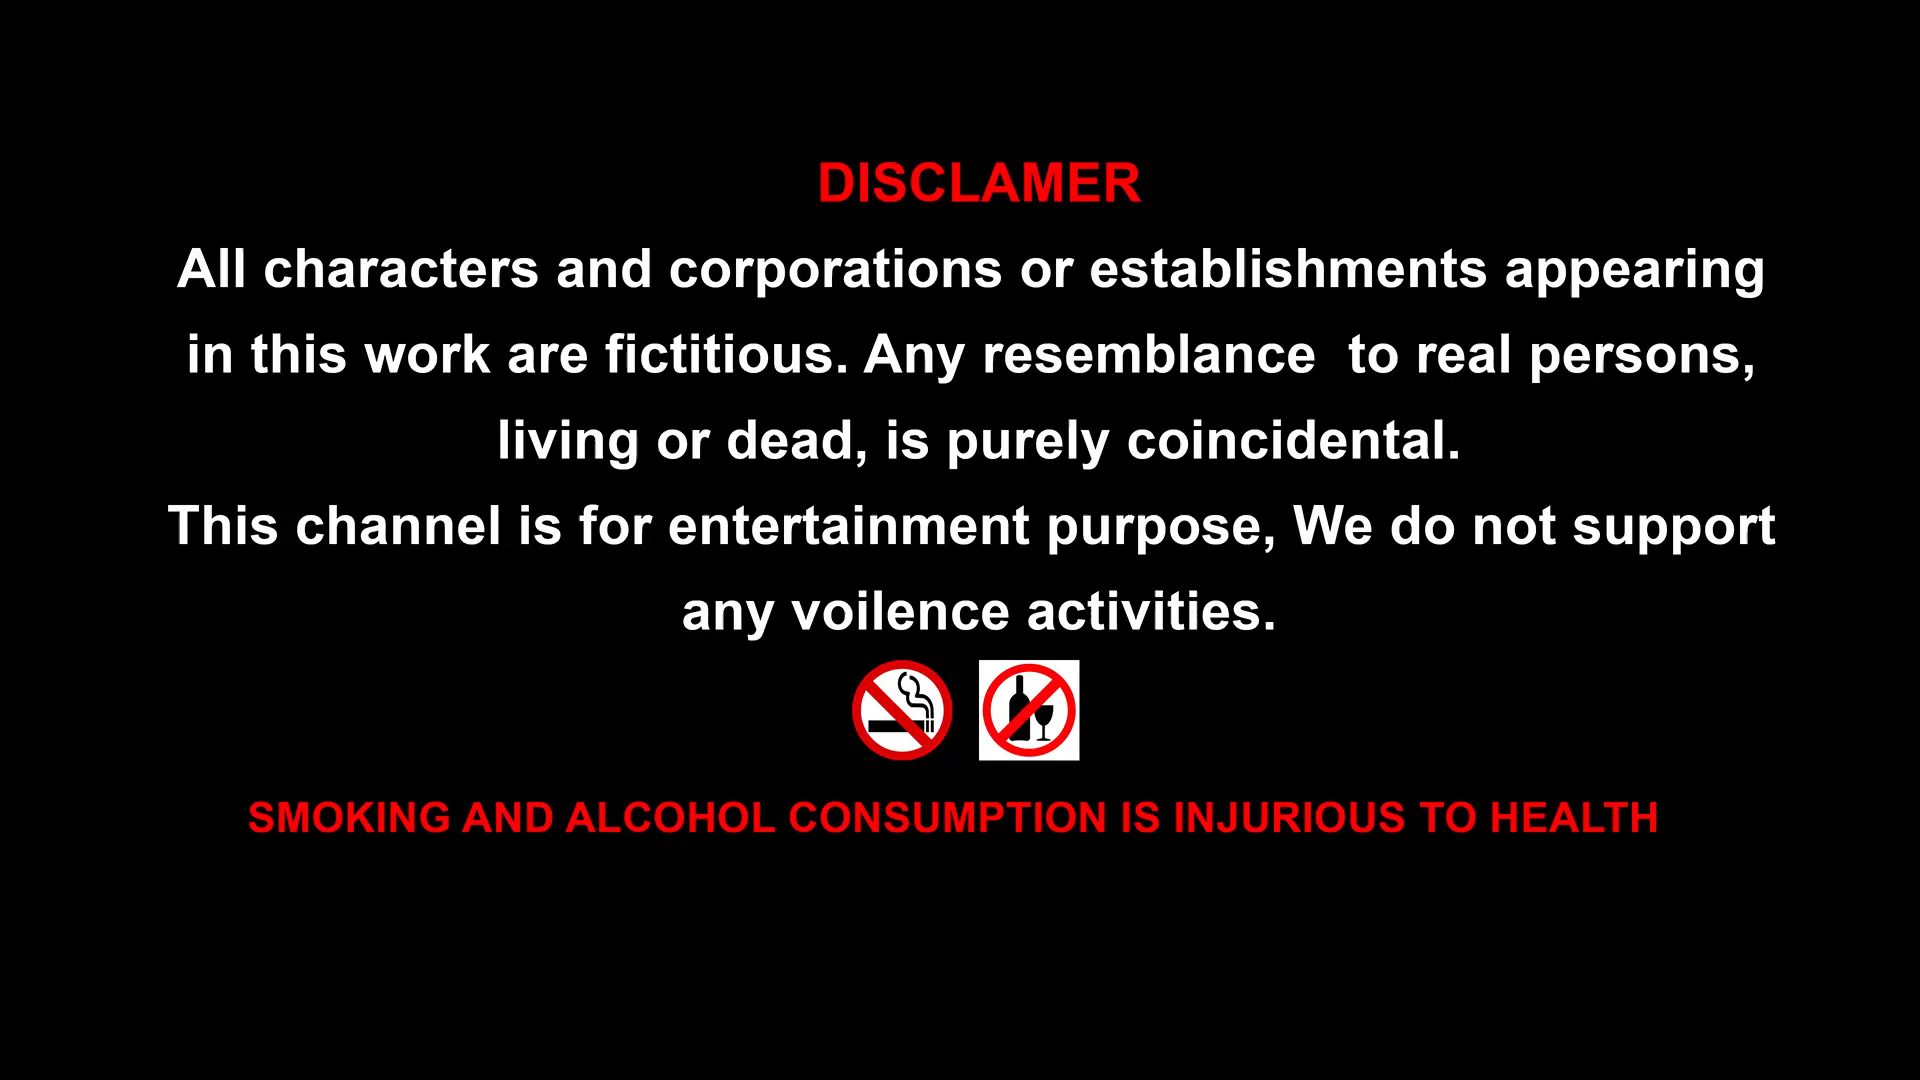 DISCLAMER
All characters and corporations or establishments appearing
in this work are fictitious. Any resemblance  to real persons,
living or dead, is purely coincidental.
This channel is for entertainment purpose, We do not support
any voilence activities.
SMOKING AND ALCOHOL CONSUMPTION IS INJURIOUS TO HEALTH